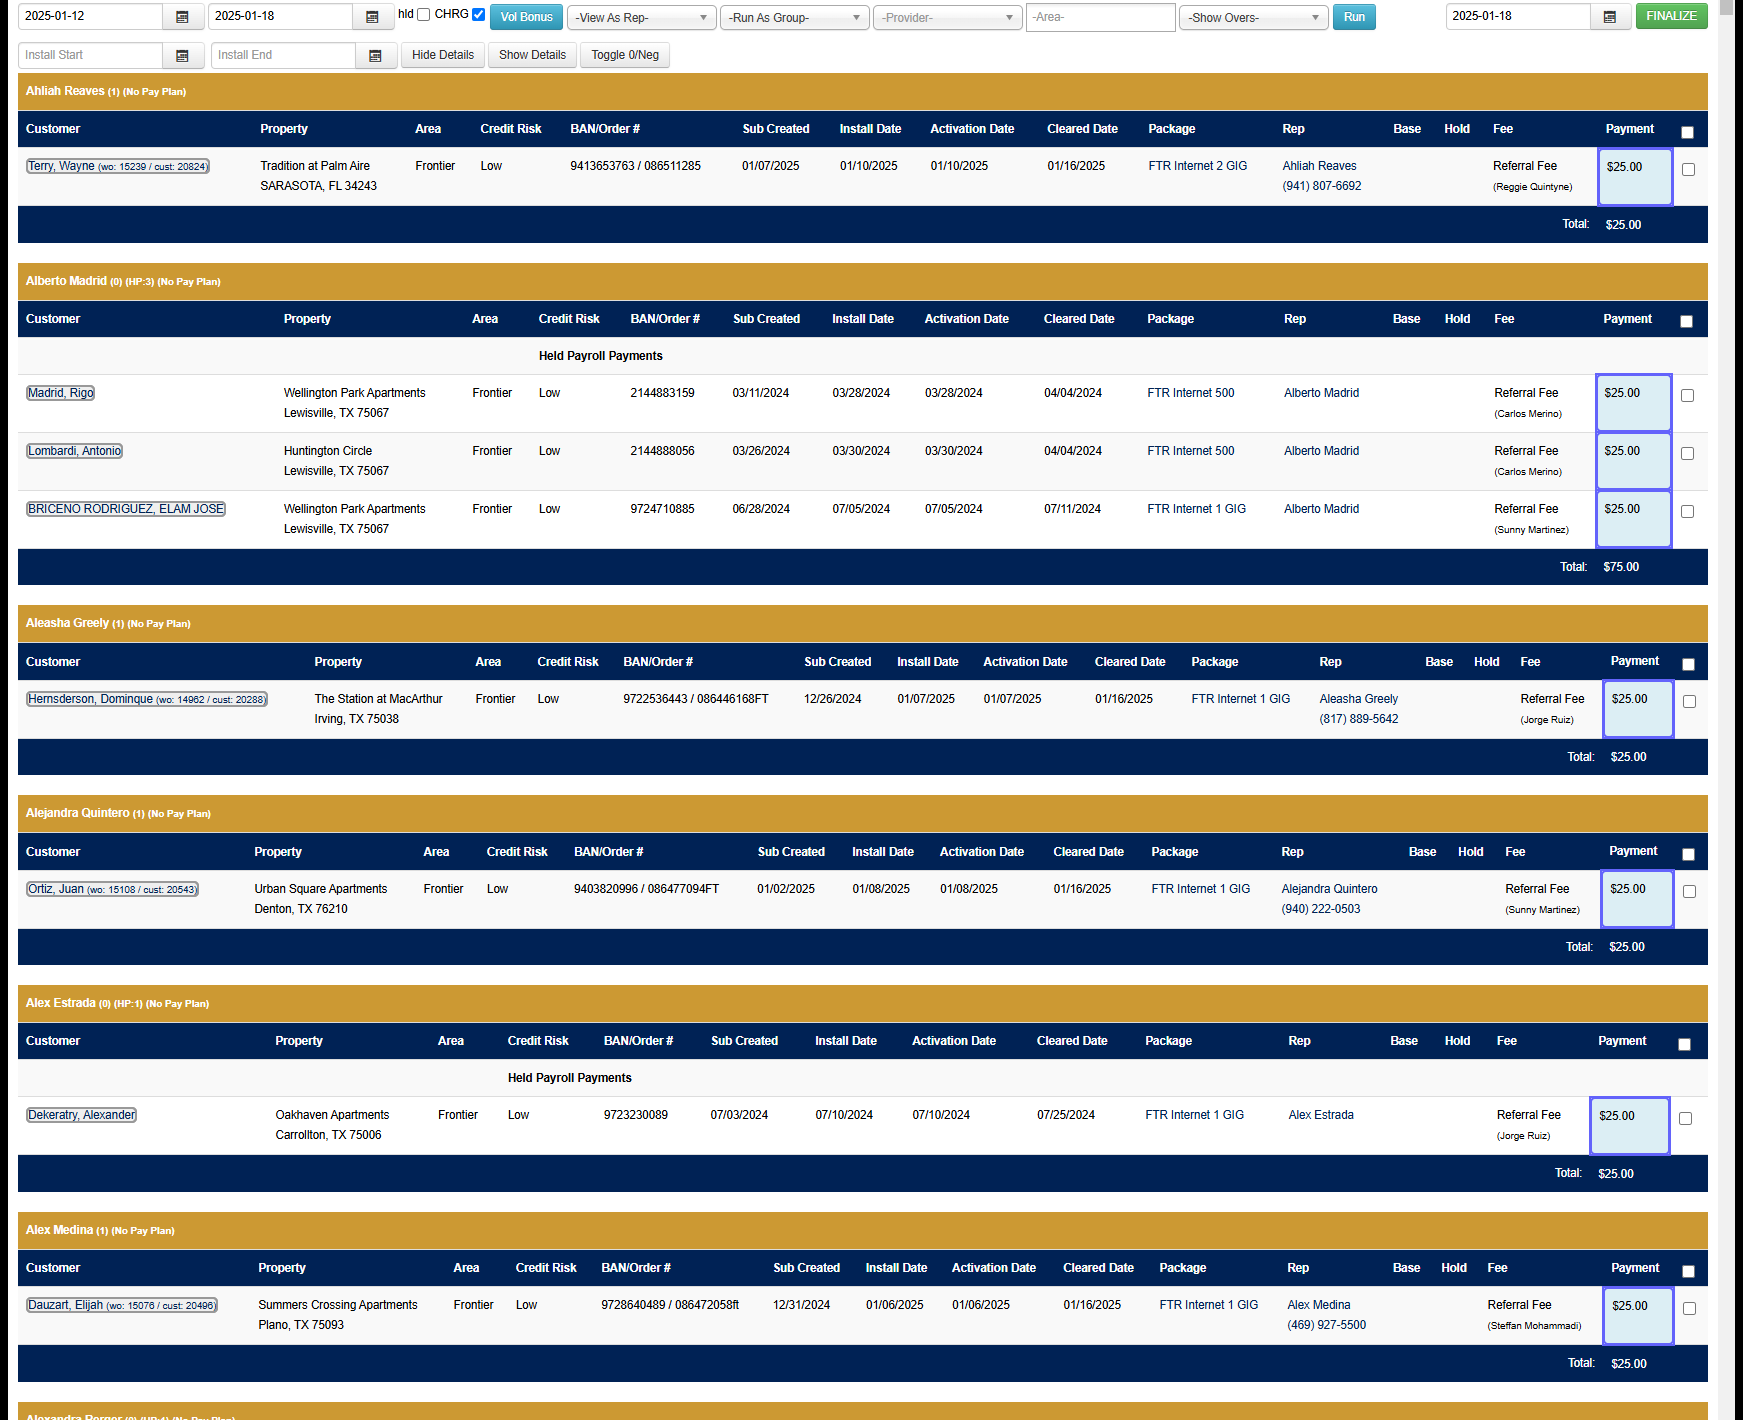 2025-01-12 2025-01-18 hld CHRG Vol Bonus -View As Rep- -Run As Group- -Provider- -Area- -Show Overs- Run 2025-01-18 FINALIZE
Install Start Install End Hide Details Show Details Toggle 0/Neg
Ahliah Reaves (1) (No Pay Plan)
Customer Property Area Credit Risk BAN/Order # Sub Created Install Date Activation Date Cleared Date Package Rep Base Hold Fee Payment
Terry, Wayne (wo: 15239 / cust: 20824) Tradition at Palm Aire Frontier Low 9413653763 / 086511285 01/07/2025 01/10/2025 01/10/2025 01/16/2025 FTR Internet 2 GIG Ahliah Reaves Referral Fee $25.00
SARASOTA, FL 34243 (941) 807-6692 (Reggie Quintyne)
Total: $25.00
Alberto Madrid (0) (HP:3) (No Pay Plan)
Customer Property Area Credit Risk BAN/Order # Sub Created Install Date Activation Date Cleared Date Package Rep Base Hold Fee Payment
Held Payroll Payments
Madrid, Rigo Wellington Park Apartments Frontier Low 2144883159 03/11/2024 03/28/2024 03/28/2024 04/04/2024 FTR Internet 500 Alberto Madrid Referral Fee $25.00
Lewisville, TX 75067 (Carlos Merino)
Lombardi, Antonio Huntington Circle Frontier Low 2144888056 03/26/2024 03/30/2024 03/30/2024 04/04/2024 FTR Internet 500 Alberto Madrid Referral Fee $25.00
Lewisville, TX 75067 (Carlos Merino)
BRICENO RODRIGUEZ, ELAM JOSE Wellington Park Apartments Frontier Low 9724710885 06/28/2024 07/05/2024 07/05/2024 07/11/2024 FTR Internet 1 GIG Alberto Madrid Referral Fee $25.00
Lewisville, TX 75067 (Sunny Martinez)
Total: $75.00
Aleasha Greely (1) (No Pay Plan)
Customer Property Area Credit Risk BAN/Order # Sub Created Install Date Activation Date Cleared Date Package Rep Base Hold Fee Payment
Hernsderson, Dominque (wo: 14962 / cust: 20288) The Station at MacArthur Frontier Low 9722536443 / 086446168FT 12/26/2024 01/07/2025 01/07/2025 01/16/2025 FTR Internet 1 GIG Aleasha Greely Referral Fee $25.00
Irving, TX 75038 (817) 889-5642 (Jorge Ruiz)
Total: $25.00
Alejandra Quintero (1) (No Pay Plan)
Customer Property Area Credit Risk BAN/Order # Sub Created Install Date Activation Date Cleared Date Package Rep Base Hold Fee Payment
Ortiz, Juan (wo: 15108 / cust: 20543) Urban Square Apartments Frontier Low 9403820996 / 086477094FT 01/02/2025 01/08/2025 01/08/2025 01/16/2025 FTR Internet 1 GIG Alejandra Quintero Referral Fee $25.00
Denton, TX 76210 (940) 222-0503 (Sunny Martinez)
Total: $25.00
Alex Estrada (0) (HP:1) (No Pay Plan)
Customer Property Area Credit Risk BAN/Order # Sub Created Install Date Activation Date Cleared Date Package Rep Base Hold Fee Payment
Held Payroll Payments
Dekeratry, Alexander Oakhaven Apartments Frontier Low 9723230089 07/03/2024 07/10/2024 07/10/2024 07/25/2024 FTR Internet 1 GIG Alex Estrada Referral Fee $25.00
Carrollton, TX 75006 (Jorge Ruiz)
Total: $25.00
Alex Medina (1) (No Pay Plan)
Customer Property Area Credit Risk BAN/Order # Sub Created Install Date Activation Date Cleared Date Package Rep Base Hold Fee Payment
Dauzart, Elijah (wo: 15076 / cust: 20496) Summers Crossing Apartments Frontier Low 9728640489 / 086472058ft 12/31/2024 01/06/2025 01/06/2025 01/16/2025 FTR Internet 1 GIG Alex Medina Referral Fee $25.00
Plano, TX 75093 (469) 927-5500 (Steffan Mohammadi)
Total: $25.00